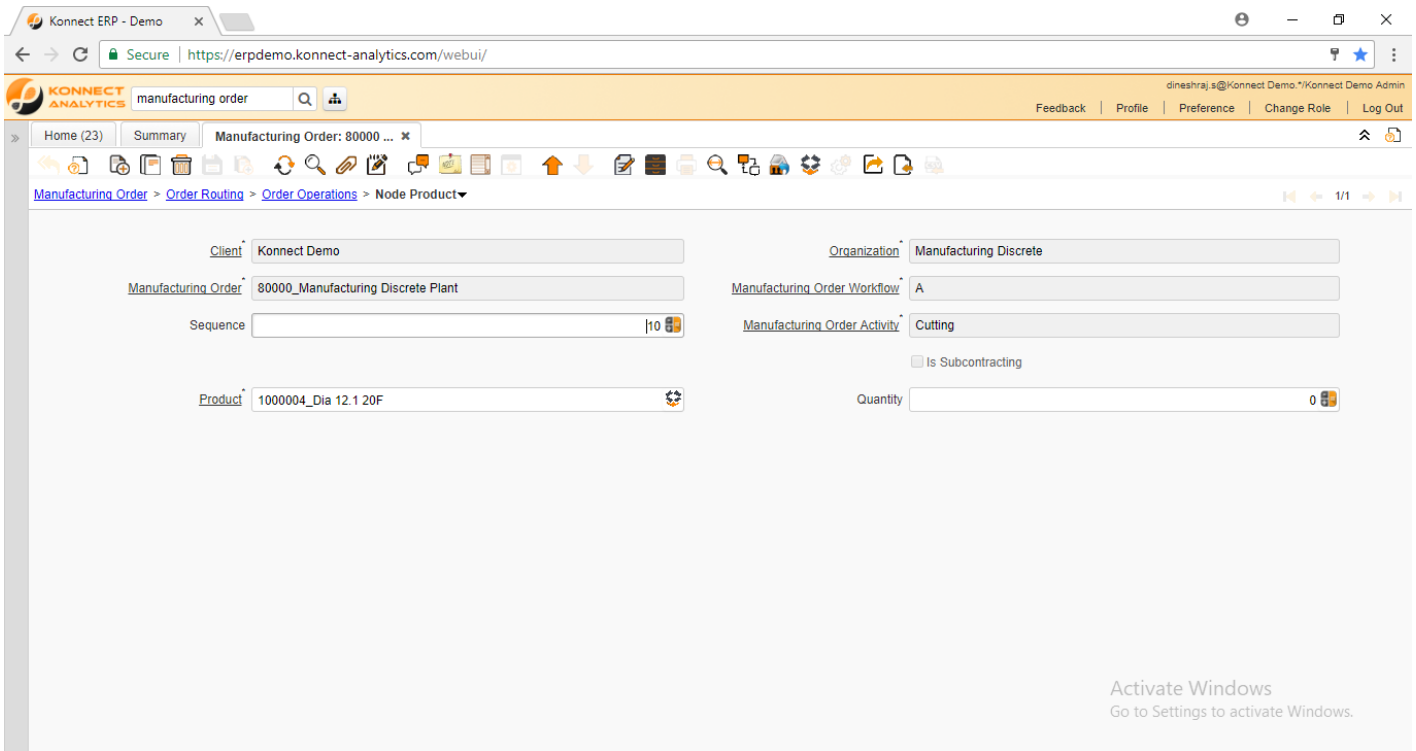 Konnect ERP - Demo
Secure | https://erpdemo.konnect-analytics.com/webui/
KONNECT
ANALYTICS
manufacturing order
dineshraj.s@Konnect Demo.*/Konnect Demo Admin
Feedback | Profile | Preference | Change Role | Log Out
Home (23) Summary Manufacturing Order: 80000 ...
Manufacturing Order > Order Routing > Order Operations > Node Product
1/1
Client Konnect Demo Organization Manufacturing Discrete
Manufacturing Order 80000_Manufacturing Discrete Plant Manufacturing Order Workflow A
Sequence 10 Manufacturing Order Activity Cutting
Is Subcontracting
Product 1000004_Dia 12.1 20F Quantity 0
Activate Windows
Go to Settings to activate Windows.